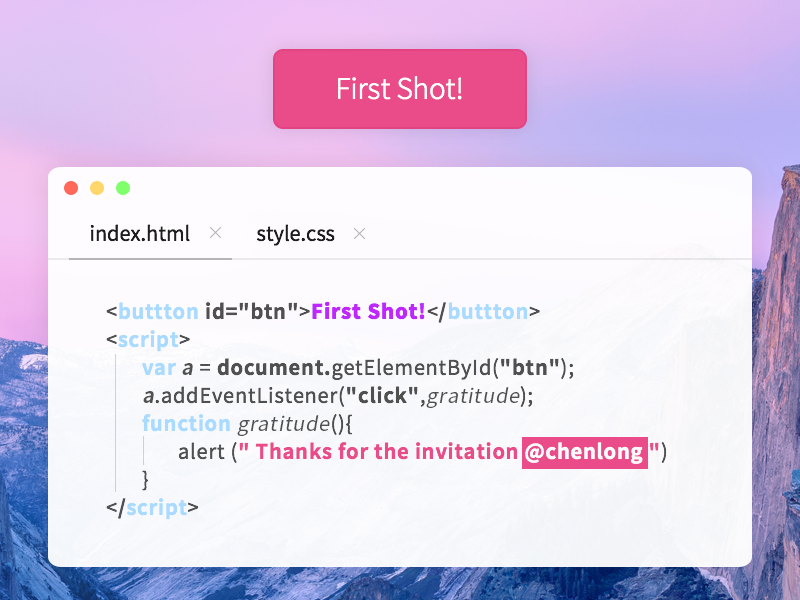 First Shot!
index.html × style.css ×
<buttton id="btn">First Shot!</buttton>
<script>
var a = document.getElementById("btn");
a.addEventListener("click",gratitude);
function gratitude(){
alert (" Thanks for the invitation @chenlong ")
}
</script>